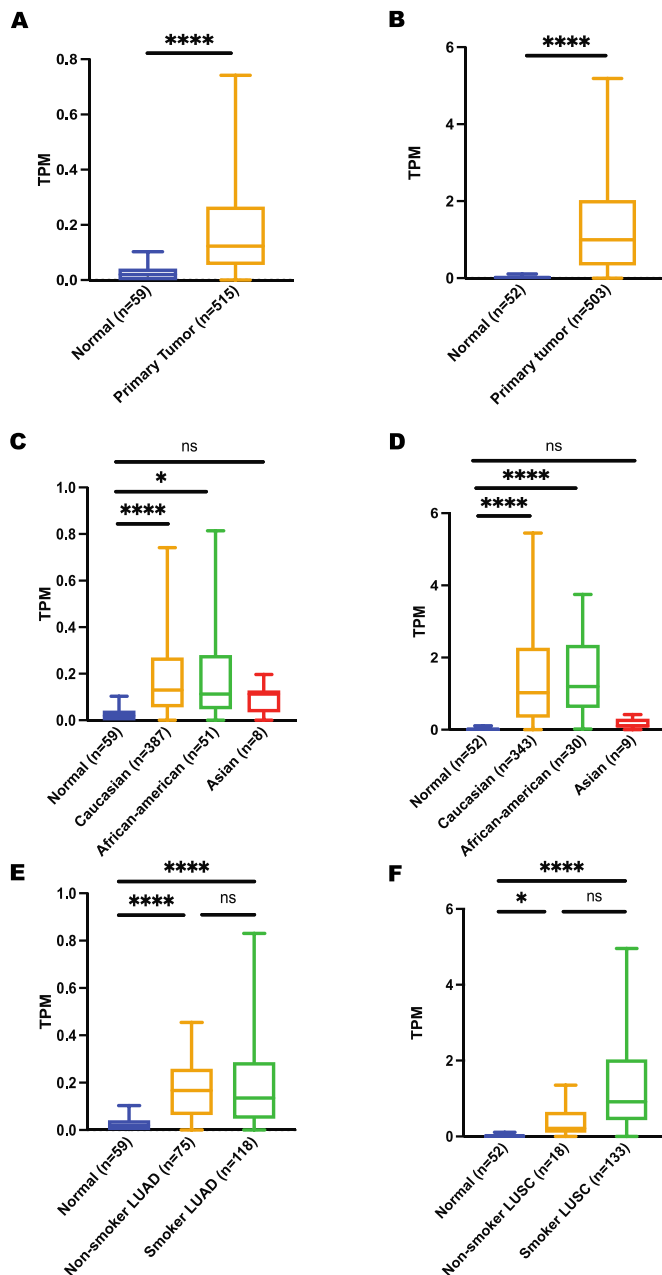 A
****
TPM
0.8
0.6
0.4
0.2
0.0
Normal (n=59)
Primary Tumor (n=515)
B
****
TPM
6
4
2
0
Normal (n=52)
Primary tumor (n=503)
C
ns
*
****
TPM
1.0
0.8
0.6
0.4
0.2
0.0
Normal (n=59)
Caucasian (n=387)
African-american (n=51)
Asian (n=8)
D
ns
****
****
TPM
6
4
2
0
Normal (n=52)
Caucasian (n=343)
African-american (n=30)
Asian (n=9)
E
****
****
ns
TPM
1.0
0.8
0.6
0.4
0.2
0.0
Normal (n=59)
Non-smoker LUAD (n=75)
Smoker LUAD (n=118)
F
****
*
ns
TPM
6
4
2
0
Normal (n=52)
Non-smoker LUSC (n=18)
Smoker LUSC (n=133)